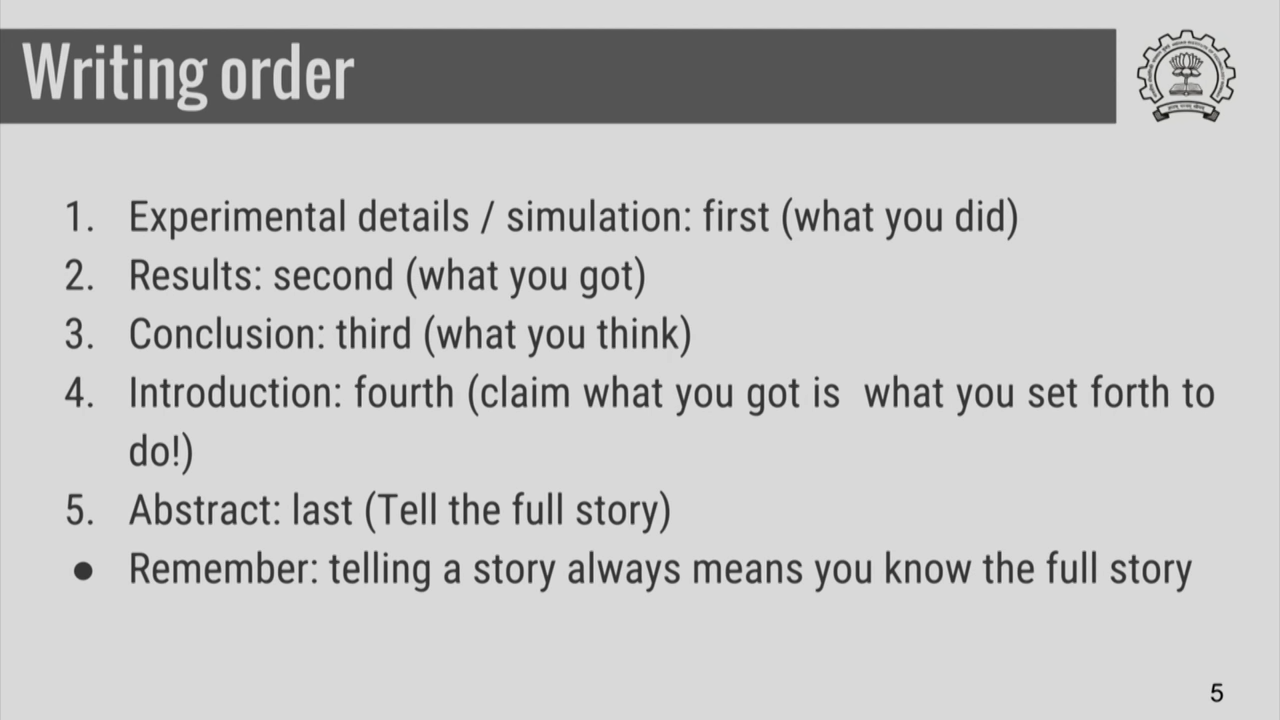 Writing order
1. Experimental details / simulation: first (what you did)
2. Results: second (what you got)
3. Conclusion: third (what you think)
4. Introduction: fourth (claim what you got is what you set forth to
do!)
5. Abstract: last (Tell the full story)
● Remember: telling a story always means you know the full story
5